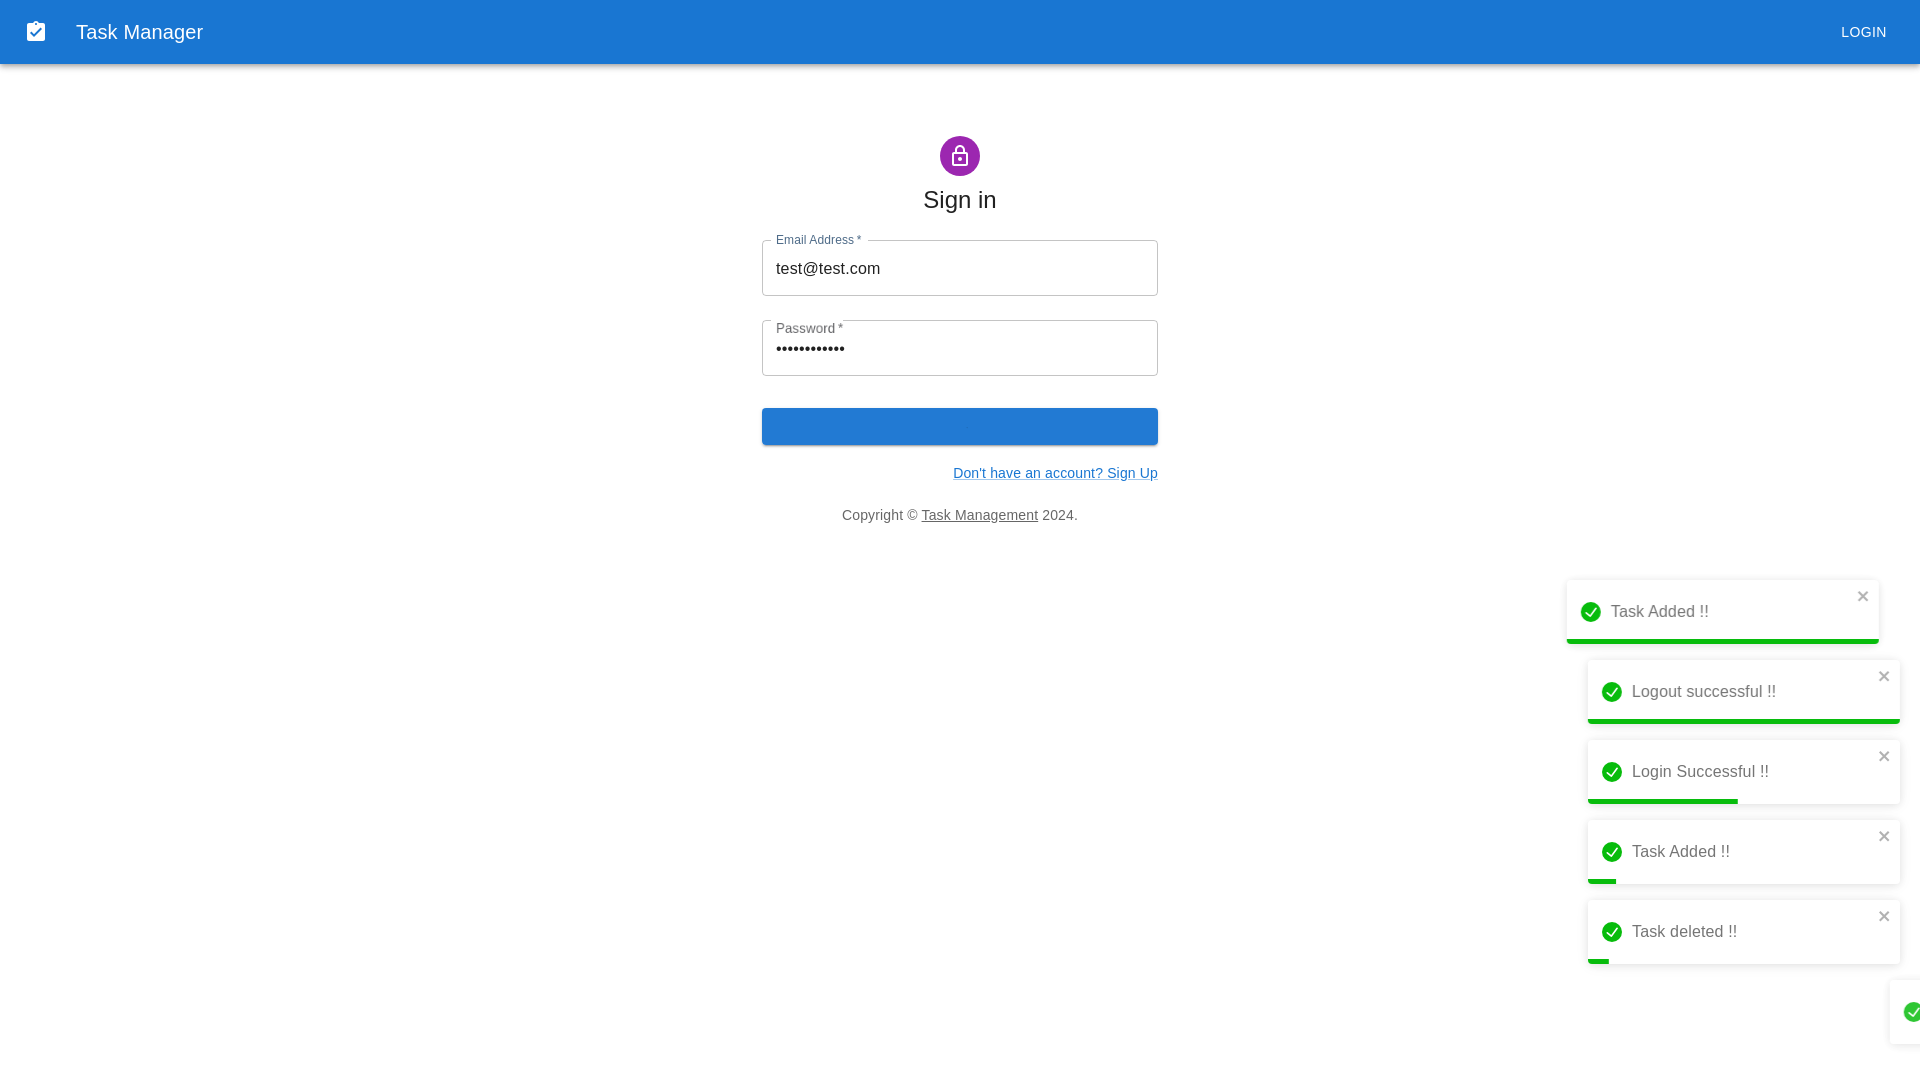 Task Manager
LOGIN
Sign in
Email Address *
test@test.com
Password *
••••••••••••
Don't have an account? Sign Up
Copyright © Task Management 2024.
Task Added !!
Logout successful !!
Login Successful !!
Task Added !!
Task deleted !!